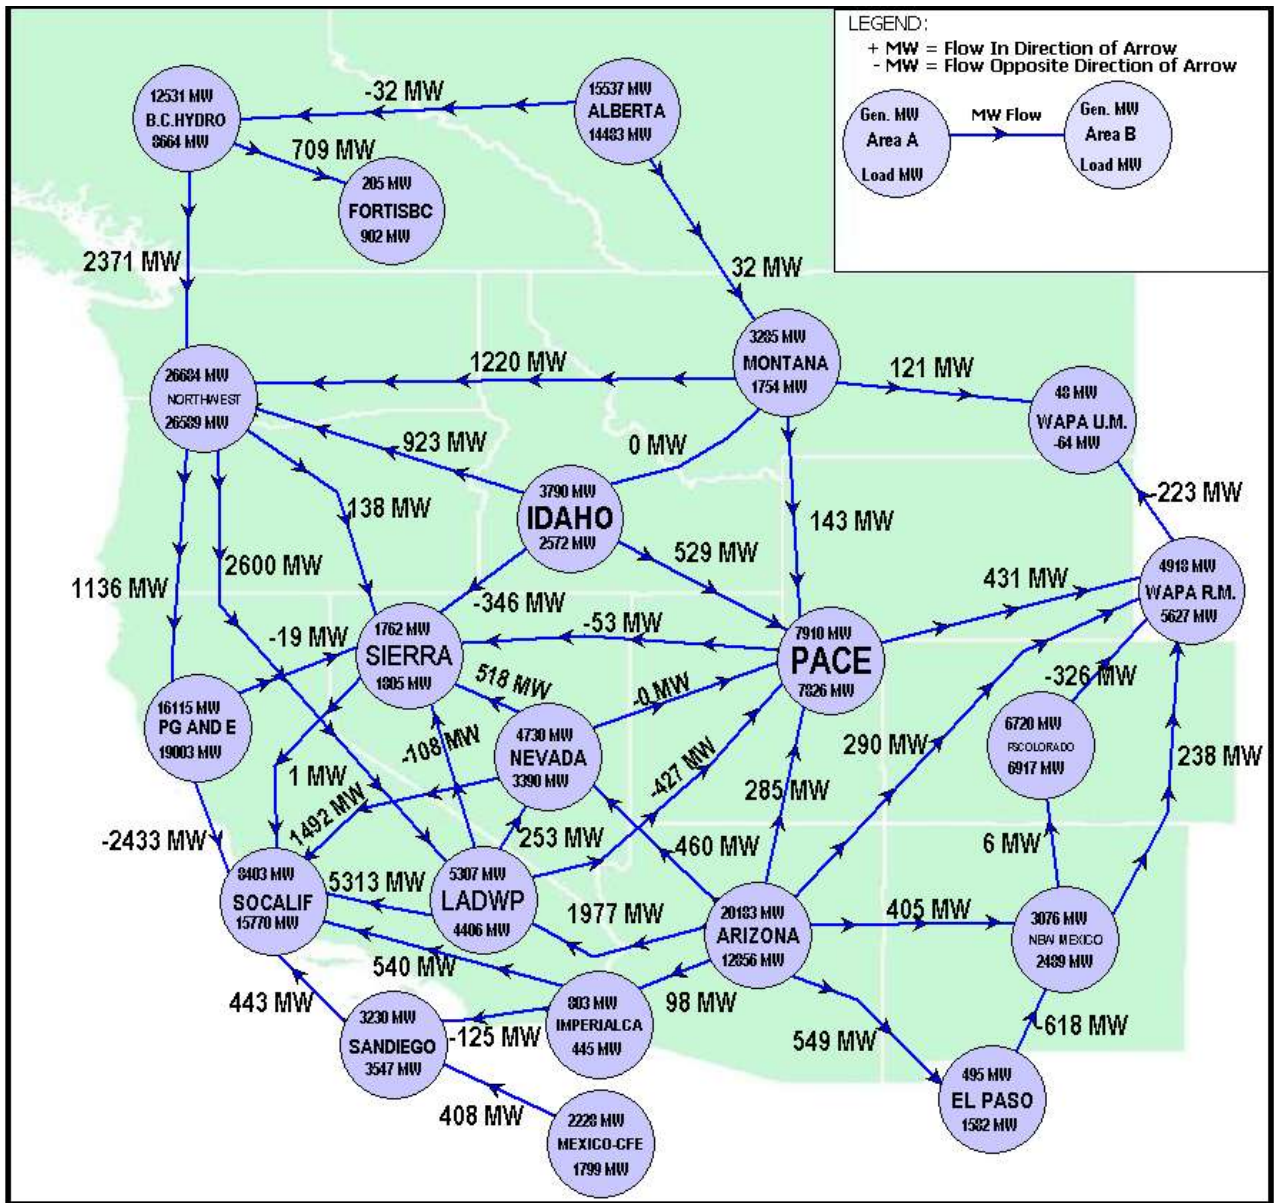 LEGEND:
+ MW = Flow In Direction of Arrow
- MW = Flow Opposite Direction of Arrow
Gen. MW
Area A
Load MW
MW Flow
Gen. MW
Area B
Load MW
12531 MW
B.C.HYDRO
8664 MW
-32 MW
15537 MW
ALBERTA
14483 MW
709 MW
205 MW
FORTISBC
902 MW
2371 MW
32 MW
26684 MW
NORTHWEST
26589 MW
1220 MW
3285 MW
MONTANA
1754 MW
121 MW
48 MW
WAPA U.M.
-64 MW
923 MW
0 MW
138 MW
3790 MW
IDAHO
2572 MW
143 MW
-223 MW
2600 MW
1136 MW
529 MW
431 MW
4918 MW
WAPA R.M.
5627 MW
-346MW
-19 MW
-53 MW
1762 MW
SIERRA
1805 MW
7910 MW
PACE
7826 MW
518 MW
-0 MW
-326 MW
16115 MW
PG AND E
19003 MW
4730 MW
NEVADA
3390 MW
6720 MW
PSCOLORADO
6917 MW
-108 MW
-427 MW
290 MW
238 MW
1 MW
1492 MW
285 MW
-2433 MW
253 MW
-460 MW
6 MW
8403 MW
SOCALIF
15770 MW
5313 MW
5307 MW
LADWP
4406 MW
1977 MW
20183 MW
ARIZONA
12856 MW
405 MW
3076 MW
NEW MEXICO
2489 MW
540 MW
98 MW
443 MW
3230 MW
SANDIEGO
3547 MW
-125 MW
803 MW
IMPERIALCA
445 MW
549 MW
-618 MW
495 MW
EL PASO
1582 MW
408 MW
2228 MW
MEXICO-CFE
1799 MW